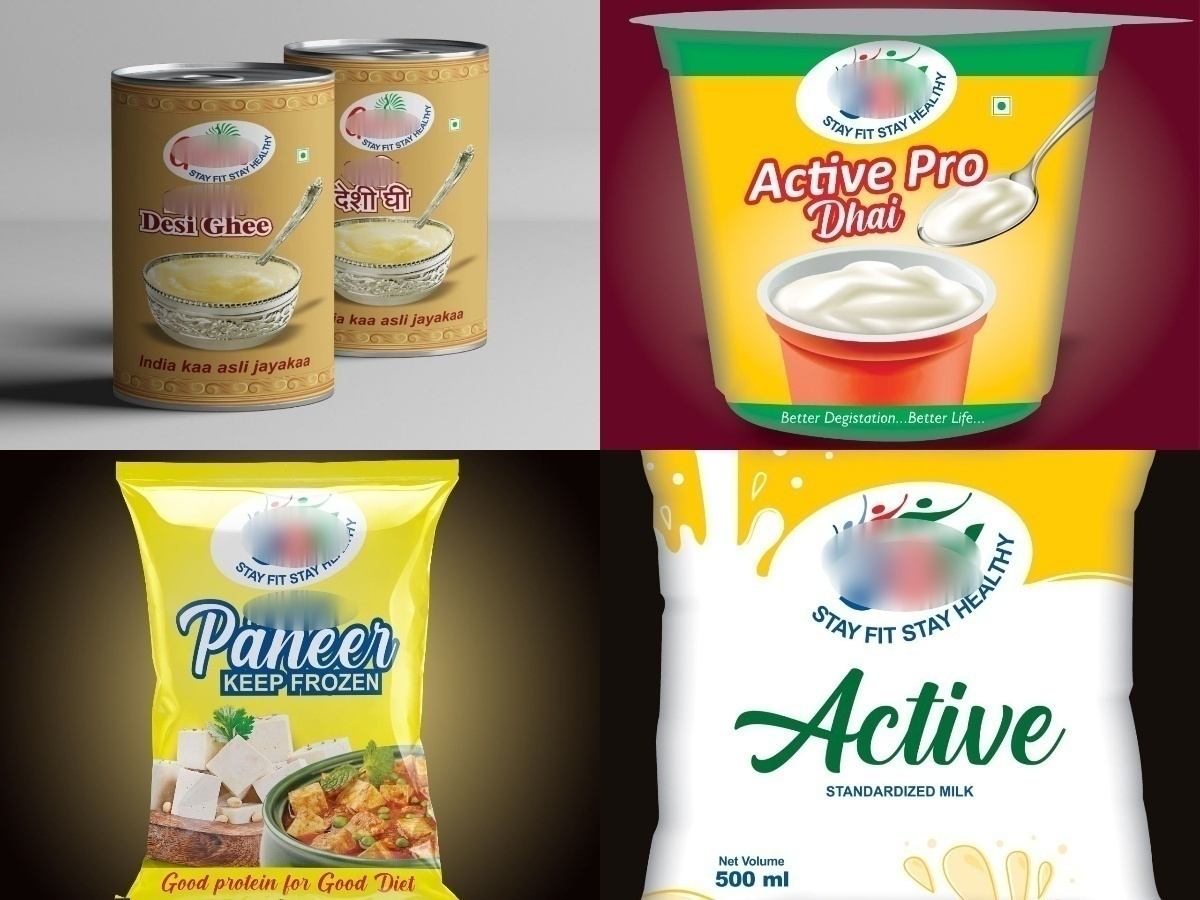 STAY FIT STAY HEALTHY
Desi Ghee
India kaa asli jayakaa
STAY FIT STAY HEALTHY
देशी घी
kaa asli jayakaa
STAY FIT STAY HEALTHY
Active Pro
Dhai
Better Degistation...Better Life...
STAY FIT STAY HEALTHY
Paneer
KEEP FROZEN
Good protein for Good Diet
STAY FIT STAY HEALTHY
Active
STANDARDIZED MILK
Net Volume
500 ml